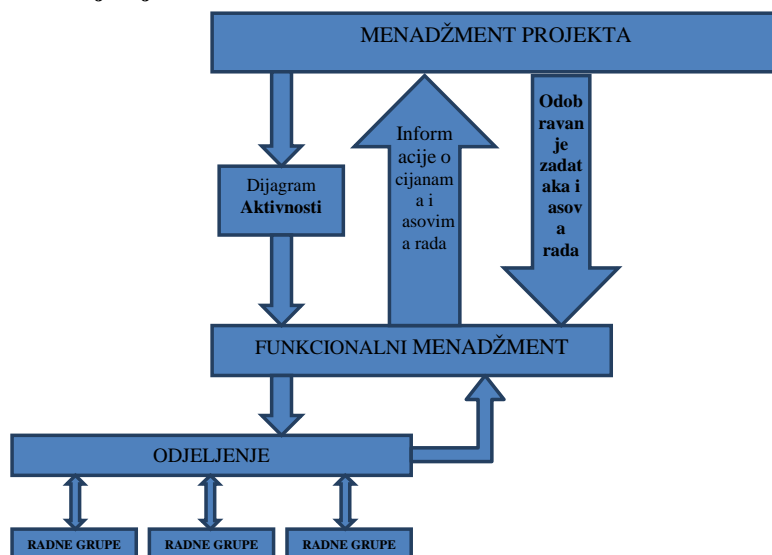 MENADŽMENT PROJEKTA
Dijagram
Aktivnosti
Inform
acije o
cijanam
a i
asovim
a rada
Odob
ravan
je
zadat
aka i
asov
a
rada
FUNKCIONALNI MENADŽMENT
ODJELJENJE
RADNE GRUPE
RADNE GRUPE
RADNE GRUPE